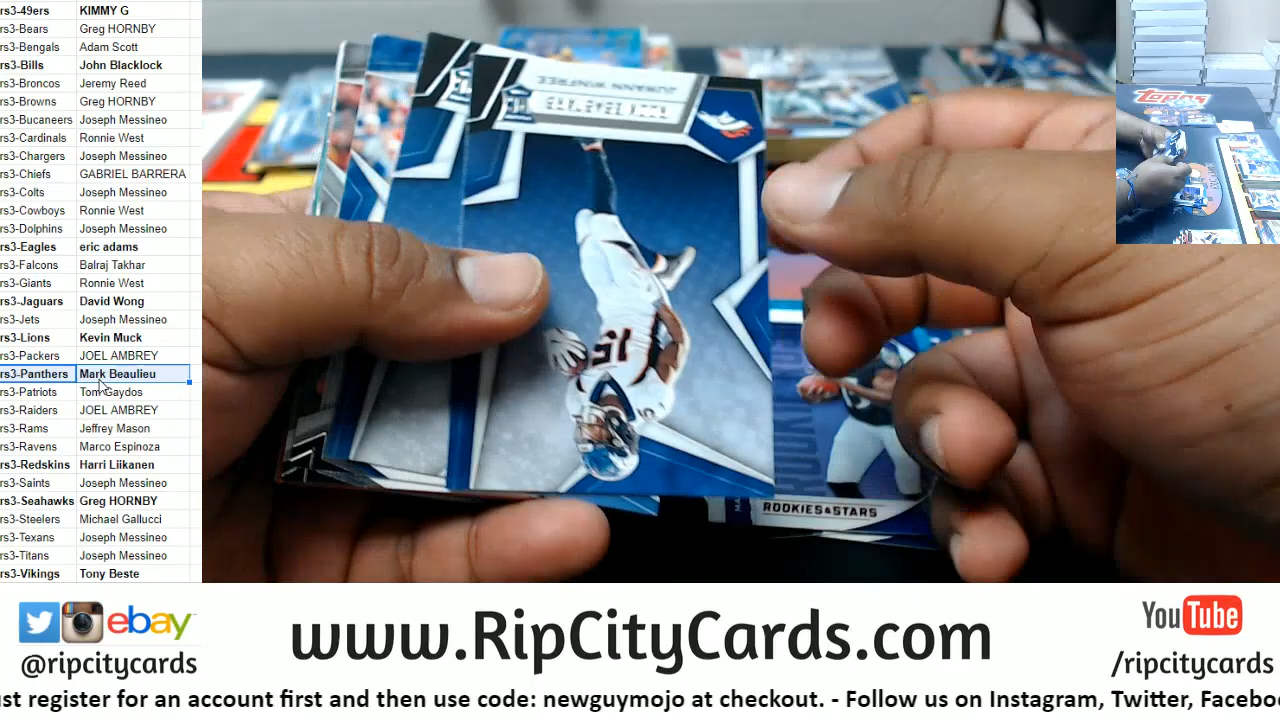 rs3-49ers KIMMY G
rs3-Bears Greg HORNBY
rs3-Bengals Adam Scott
rs3-Bills John Blacklock
rs3-Broncos Jeremy Reed
rs3-Browns Greg HORNBY
rs3-Bucaneers Joseph Messineo
rs3-Cardinals Ronnie West
rs3-Chargers Joseph Messineo
rs3-Chiefs GABRIEL BARRERA
rs3-Colts Joseph Messineo
rs3-Cowboys Ronnie West
rs3-Dolphins Joseph Messineo
rs3-Eagles eric adams
rs3-Falcons Balraj Takhar
rs3-Giants Ronnie West
rs3-Jaguars David Wong
rs3-Jets Joseph Messineo
rs3-Lions Kevin Muck
rs3-Packers JOEL AMBREY
rs3-Panthers Mark Beaulieu
rs3-Patriots Tom Gaydos
rs3-Raiders JOEL AMBREY
rs3-Rams Jeffrey Mason
rs3-Ravens Marco Espinoza
rs3-Redskins Harri Liikanen
rs3-Saints Joseph Messineo
rs3-Seahawks Greg HORNBY
rs3-Steelers Michael Gallucci
rs3-Texans Joseph Messineo
rs3-Titans Joseph Messineo
rs3-Vikings Tony Beste
JUWANN WINFREE
15
ROOKIES & STARS
Topps
ebay
@ripcitycards
www.RipCityCards.com
YouTube
/ripcitycards
ust register for an account first and then use code: newguymojo at checkout. - Follow us on Instagram, Twitter, Facebo